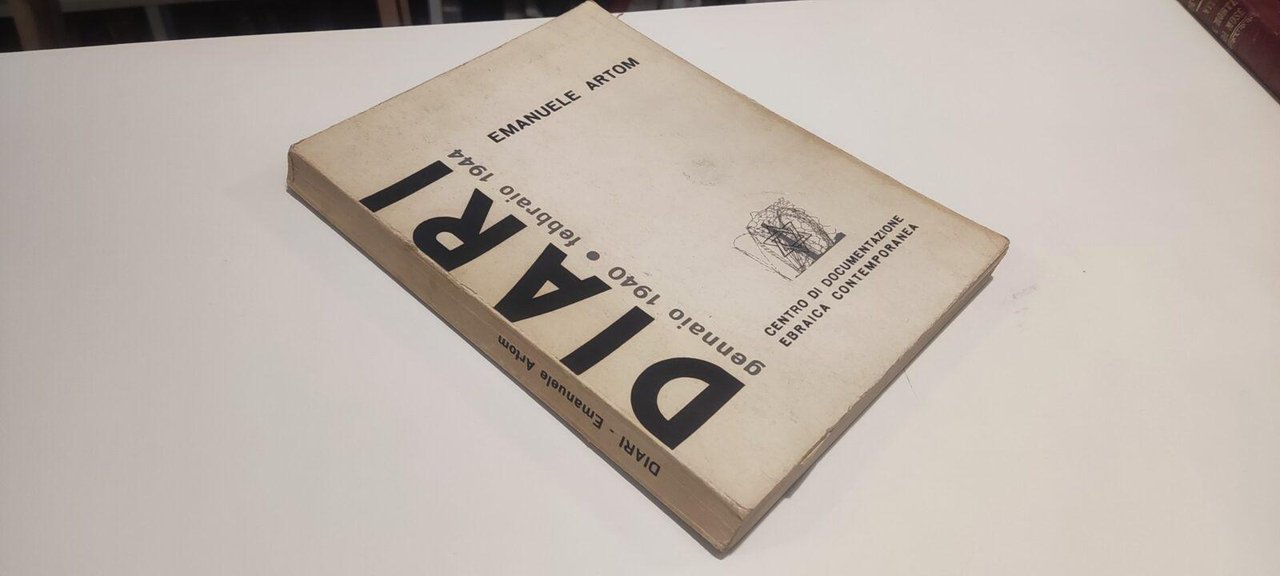 EMANUELE ARTOM
DIARI
gennaio 1940 • febbraio 1944
CENTRO DI DOCUMENTAZIONE
EBRAICA CONTEMPORANEA
DIARI - Emanuele Artom